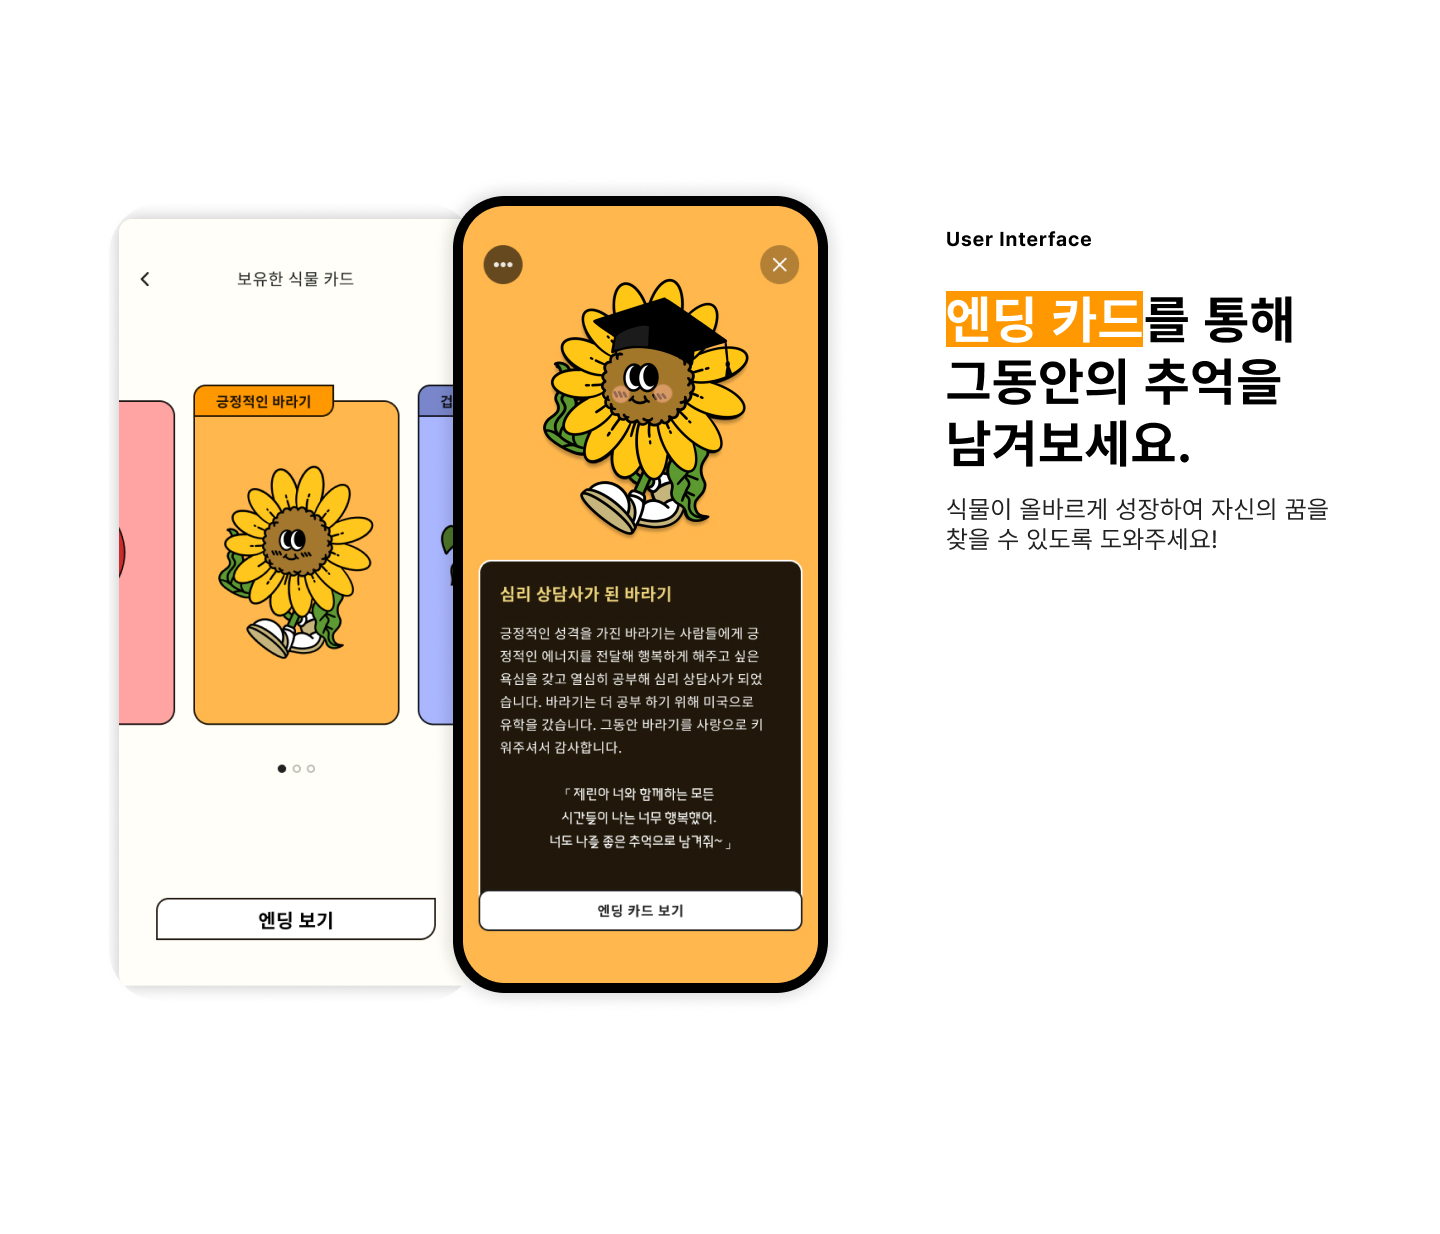 보유한 식물 카드
긍정적인 바라기
겁
엔딩 보기
심리 상담사가 된 바라기
긍정적인 성격을 가진 바라기는 사람들에게 긍
정적인 에너지를 전달해 행복하게 해주고 싶은
욕심을 갖고 열심히 공부해 심리 상담사가 되었
습니다. 바라기는 더 공부 하기 위해 미국으로
유학을 갔습니다. 그동안 바라기를 사랑으로 키
워주셔서 감사합니다.
「 제린아 너와 함께하는 모든
시간들이 나는 너무 행복했어.
너도 나를 좋은 추억으로 남겨줘~ 」
엔딩 카드 보기
User Interface
엔딩 카드를 통해
그동안의 추억을
남겨보세요.
식물이 올바르게 성장하여 자신의 꿈을
찾을 수 있도록 도와주세요!